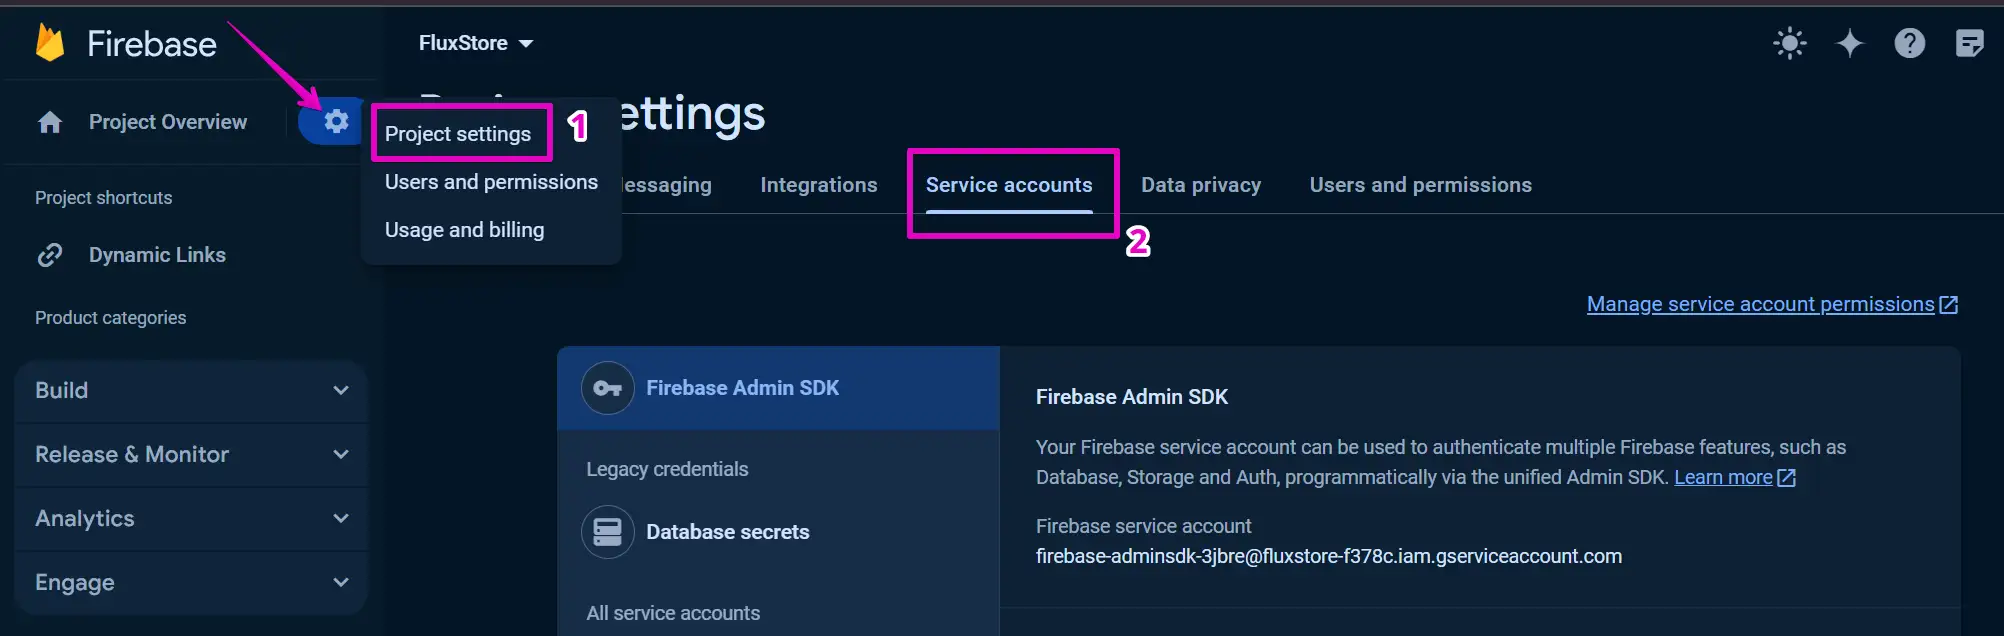 Firebase
FluxStore
Project Overview
Project settings
1
ettings
Users and permissions
Usage and billing
essaging
Integrations
Service accounts
Data privacy
Users and permissions
2
Project shortcuts
Dynamic Links
Product categories
Build
Release & Monitor
Analytics
Engage
Manage service account permissions
Firebase Admin SDK
Legacy credentials
Database secrets
All service accounts
Firebase Admin SDK
Your Firebase service account can be used to authenticate multiple Firebase features, such as
Database, Storage and Auth, programmatically via the unified Admin SDK. Learn more
Firebase service account
firebase-adminsdk-3jbre@fluxstore-f378c.iam.gserviceaccount.com